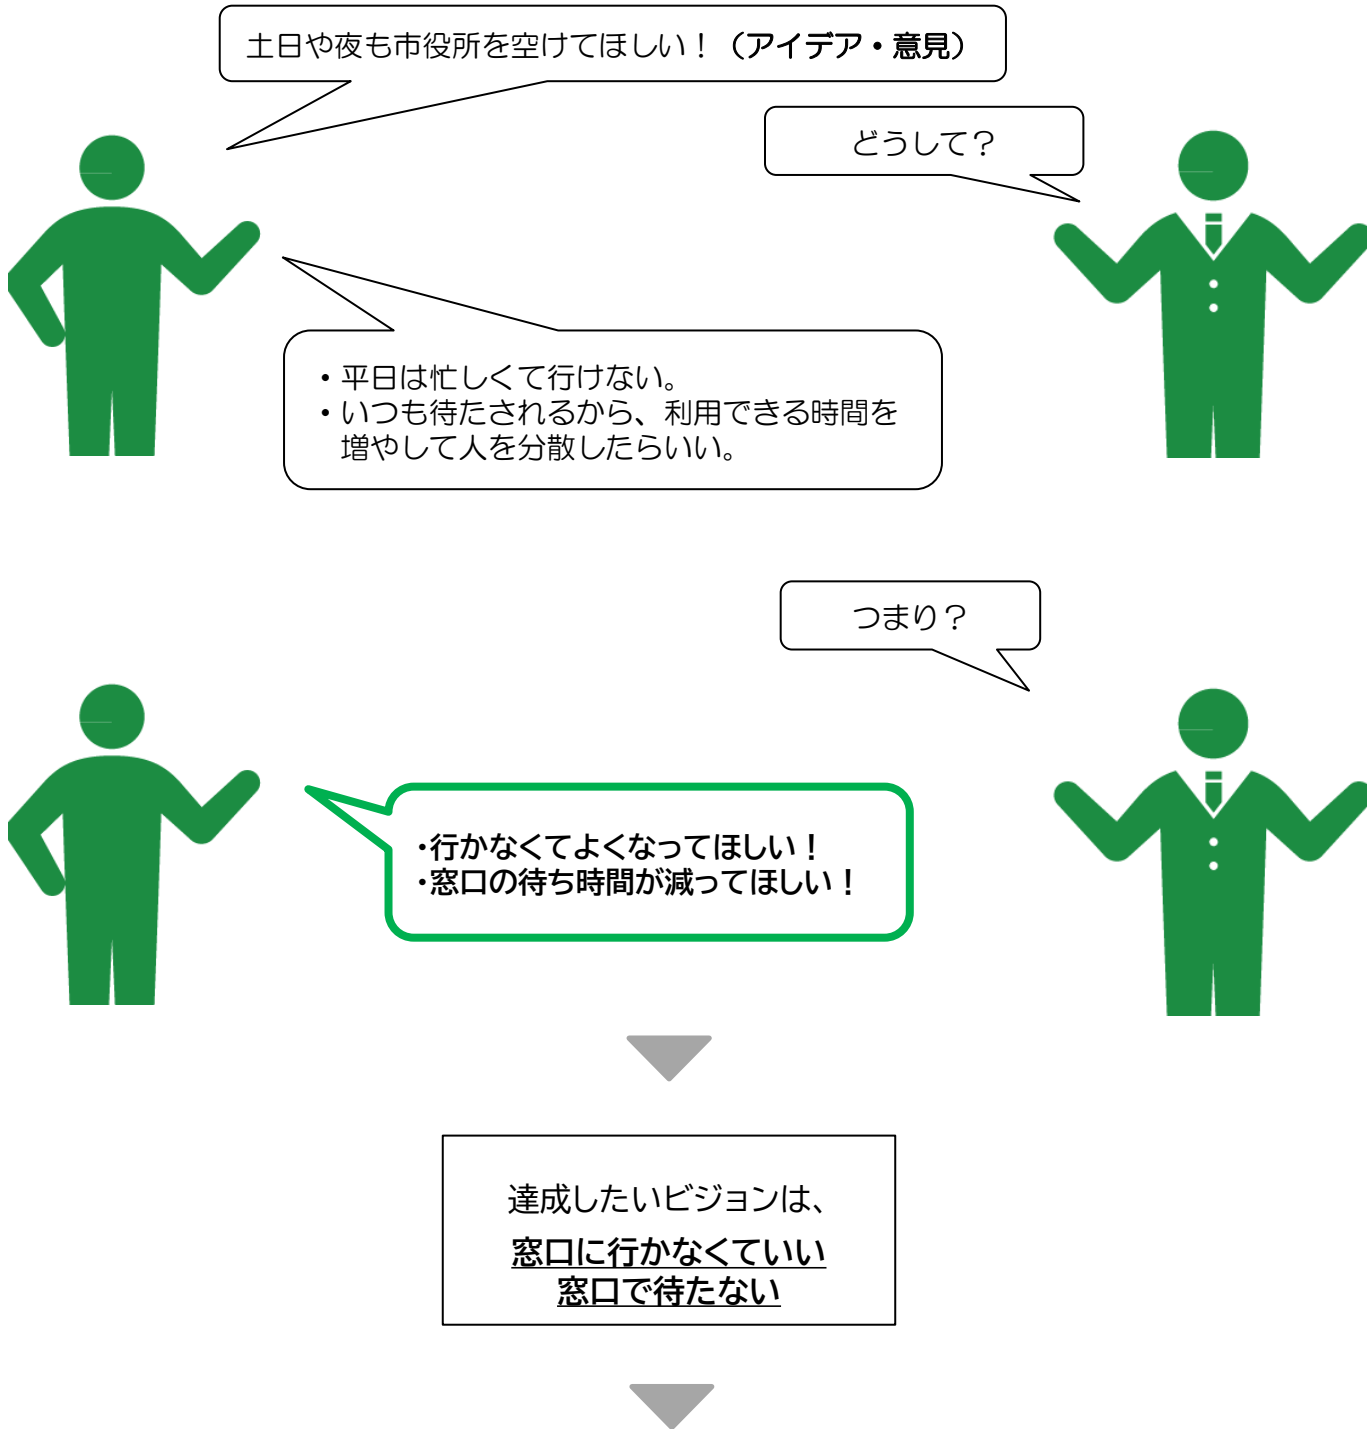 土日や夜も市役所を空けてほしい！（アイデア・意見）
どうして？
・平日は忙しくて行けない。
・いつも待たされるから、利用できる時間を
増やして人を分散したらいい。
つまり？
・行かなくてよくなってほしい！
・窓口の待ち時間が減ってほしい！
達成したいビジョンは、
窓口に行かなくていい
窓口で待たない